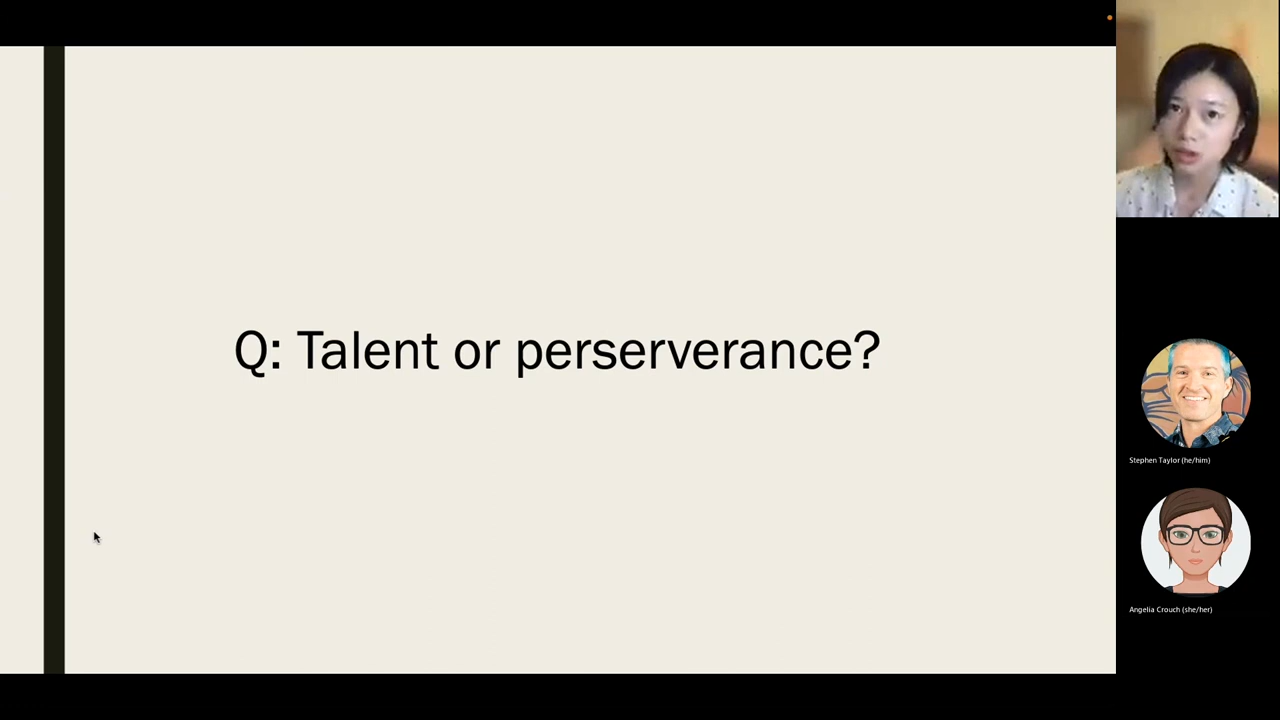 Q: Talent or perserverance?
Stephen Taylor (he/him)
Angelia Crouch (she/her)